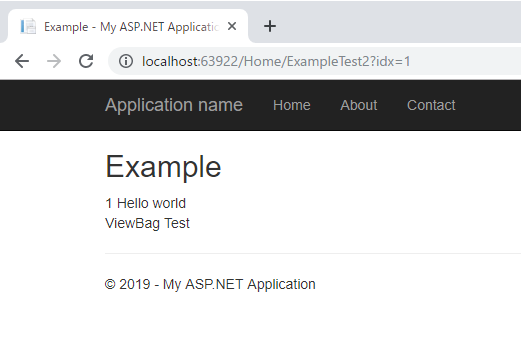 Example - My ASP.NET Applicatio
localhost:63922/Home/ExampleTest2?idx=1
Application name Home About Contact
Example
1 Hello world
ViewBag Test
© 2019 - My ASP.NET Application